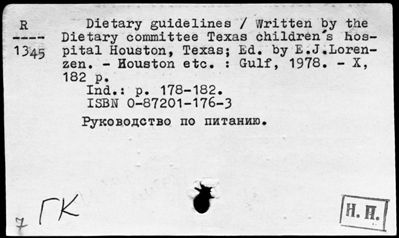 R
----
1345
Dietary guidelines / Written by the
Dietary committee Texas children's hos-
pital Houston, Texas; Ed. by E.J.Loren-
zen. - Houston etc. : Gulf, 1978. - X,
182 p.
Ind.: p. 178-182.
ISBN 0-87201-176-3
Руководство по питанию.
ГК
7
Н.П.